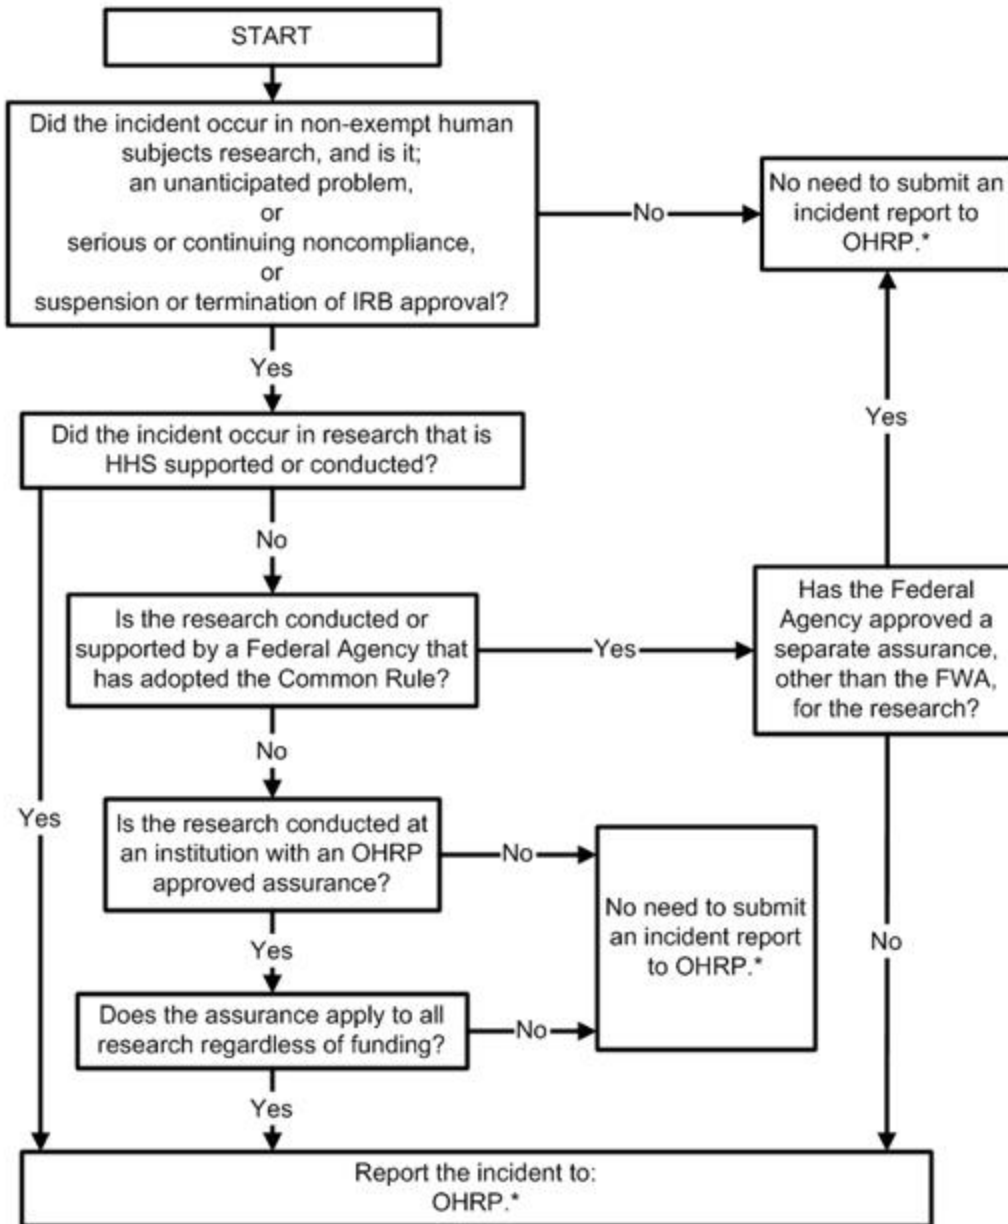 START
Did the incident occur in non-exempt human
subjects research, and is it;
an unanticipated problem,
or
serious or continuing noncompliance,
or
suspension or termination of IRB approval?
No
No need to submit an
incident report to
OHRP.*
Yes
Did the incident occur in research that is
HHS supported or conducted?
Yes
No
Is the research conducted or
supported by a Federal Agency that
has adopted the Common Rule?
Yes
Has the Federal
Agency approved a
separate assurance,
other than the FWA,
for the research?
No
Yes
Is the research conducted at
an institution with an OHRP
approved assurance?
No
No need to submit
an incident report
to OHRP.*
No
Yes
Does the assurance apply to all
research regardless of funding?
No
Yes
Report the incident to:
OHRP.*